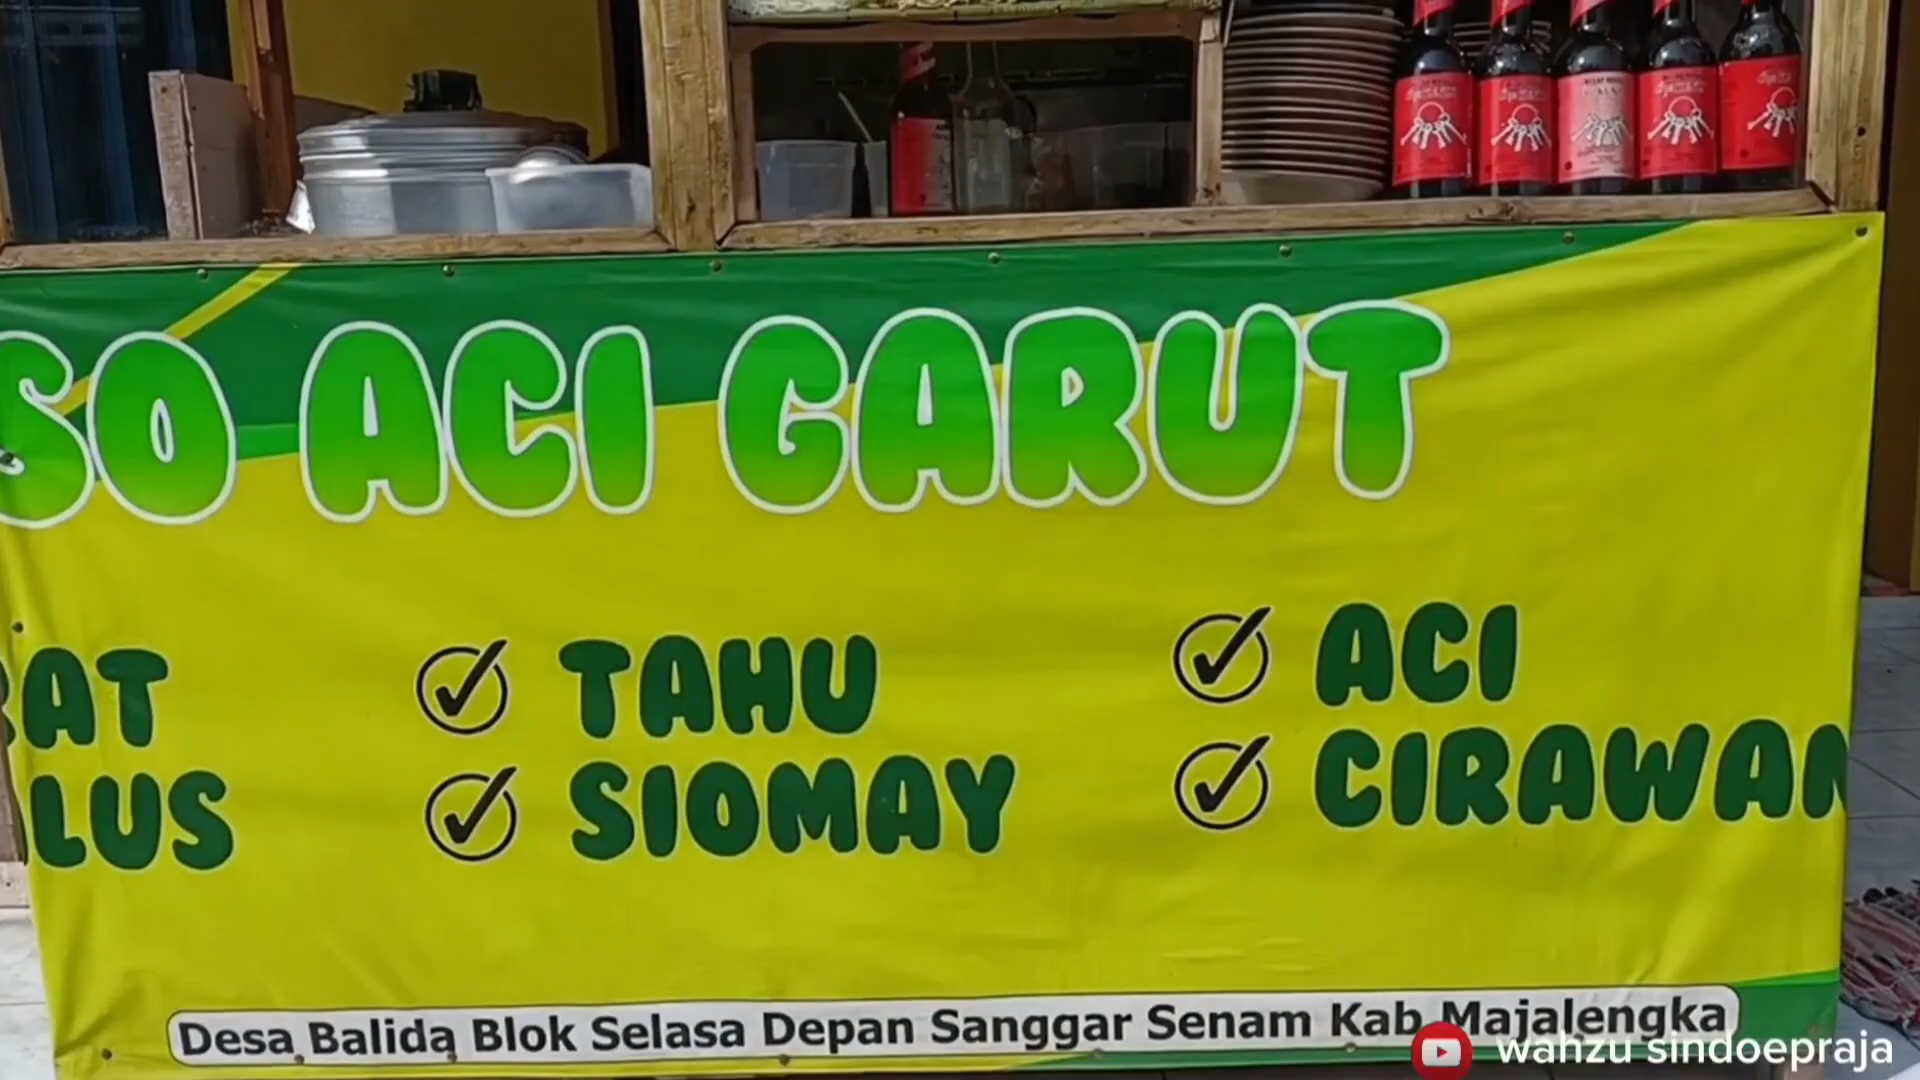 SO ACI GARUT
TAHU
ACI
LUS
SIOMAY
CIRAWAN
Desa Balida Blok Selasa Depan Sanggar Senam Kab Majalengka
wahzu sindoepraja